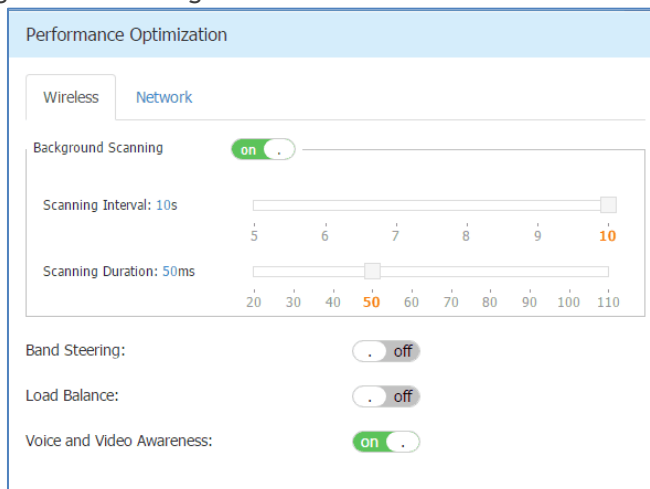 Performance Optimization
Wireless Network
Background Scanning on .
Scanning Interval: 10s
5 6 7 8 9 10
Scanning Duration: 50ms
20 30 40 50 60 70 80 90 100 110
Band Steering: . off
Load Balance: . off
Voice and Video Awareness: on .